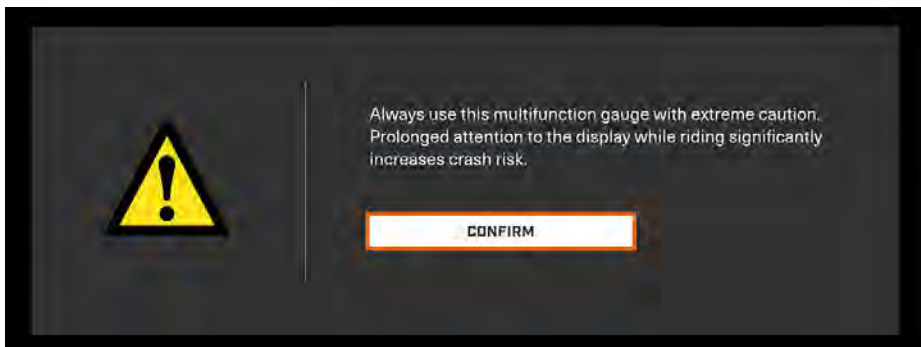 Always use this multifunction gauge with extreme caution.
Prolonged attention to the display while riding significantly
increases crash risk.
CONFIRM